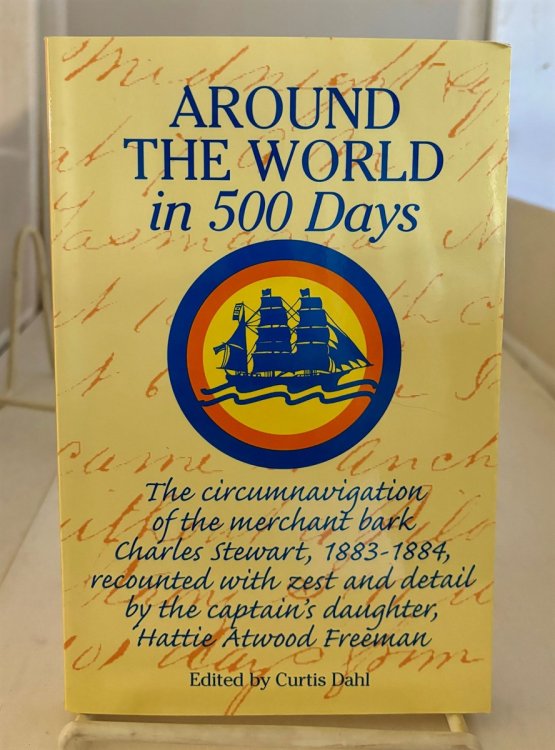 AROUND
THE WORLD
in 500 Days
The circumnavigation
of the merchant bark
Charles Stewart, 1883-1884,
recounted with zest and detail
by the captain's daughter,
Hattie Atwood Freeman
Edited by Curtis Dahl